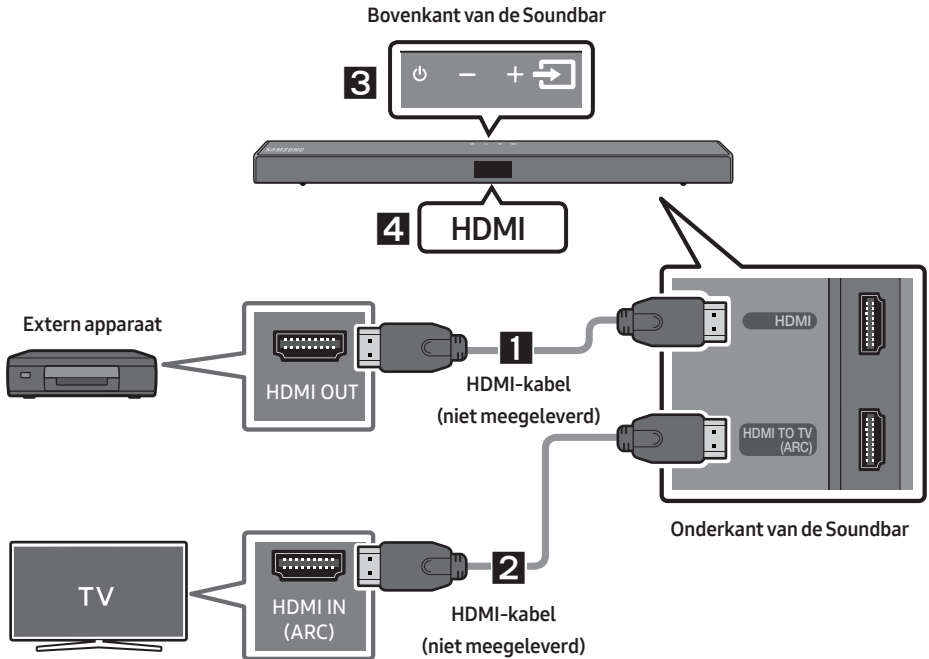 Bovenkant van de Soundbar
3
SAMSUNG
4
HDMI
Extern apparaat
HDMI OUT
1
HDMI-kabel
(niet meegeleverd)
HDMI
HDMI TO TV
(ARC)
Onderkant van de Soundbar
TV
HDMI IN
(ARC)
2
HDMI-kabel
(niet meegeleverd)